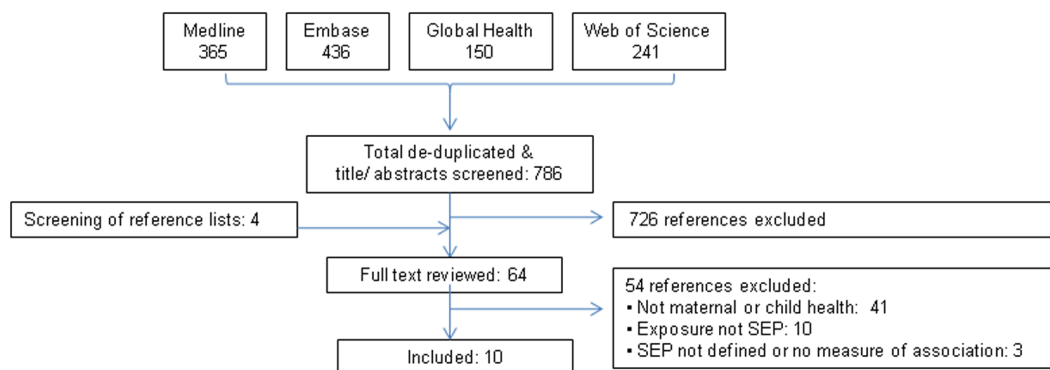 Medline
365
Embase
436
Global Health
150
Web of Science
241
Total de-duplicated &
title/ abstracts screened: 786
Screening of reference lists: 4
726 references excluded
Full text reviewed: 64
54 references excluded:
▪ Not maternal or child health: 41
▪ Exposure not SEP: 10
▪ SEP not defined or no measure of association: 3
Included: 10